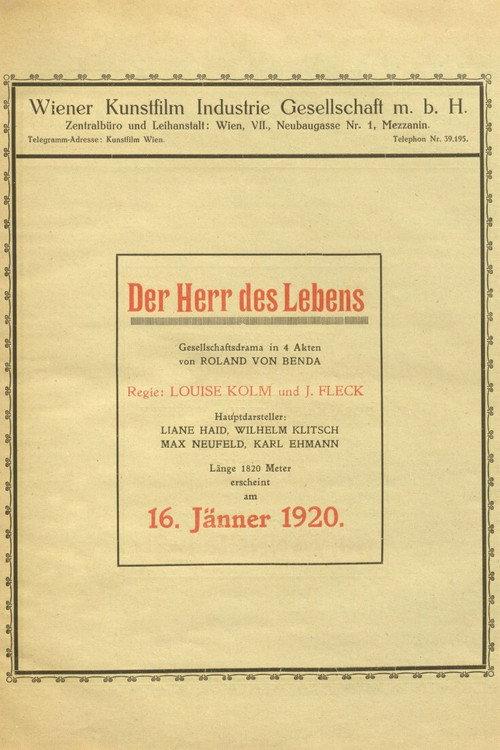 Wiener Kunstfilm Industrie Gesellschaft m. b. H.
Zentralbüro und Leihanstalt: Wien, VII., Neubaugasse Nr. 1, Mezzanin.
Telegramm-Adresse: Kunstfilm Wien. Telephon Nr. 39.195.
Der Herr des Lebens
Gesellschaftsdrama in 4 Akten
von ROLAND VON BENDA
Regie: LOUISE KOLM und J. FLECK
Hauptdarsteller:
LIANE HAID, WILHELM KLITSCH
MAX NEUFELD, KARL EHMANN
Länge 1820 Meter
erscheint
am
16. Jänner 1920.